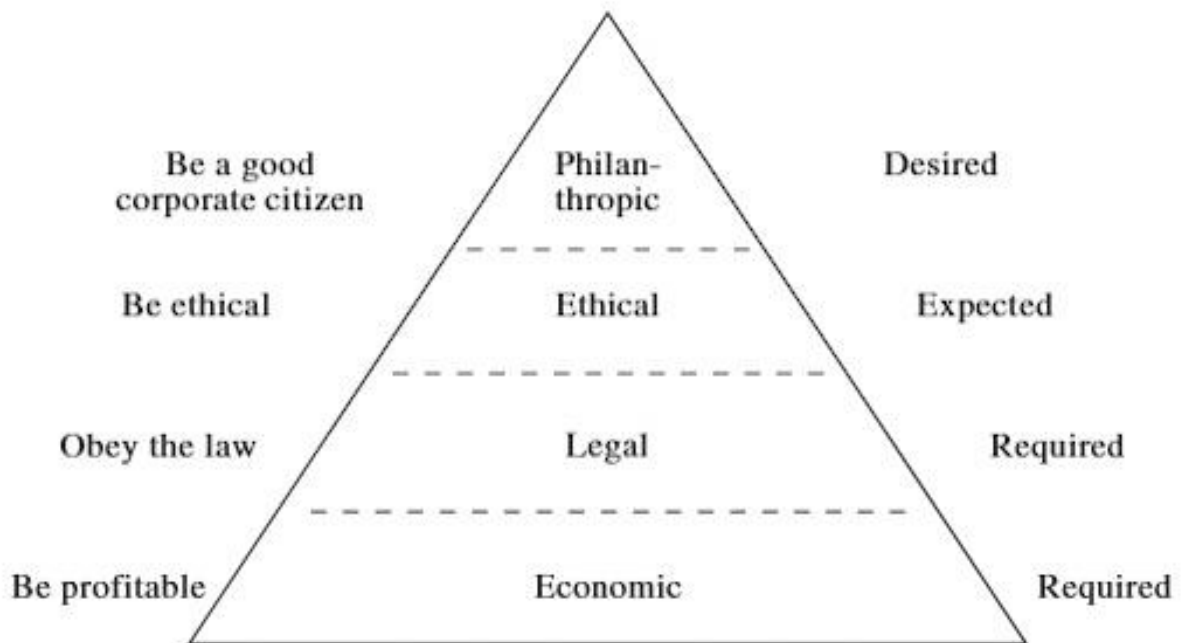 Be a good
corporate citizen
Philan-
thropic
Desired
Be ethical
Ethical
Expected
Obey the law
Legal
Required
Be profitable
Economic
Required